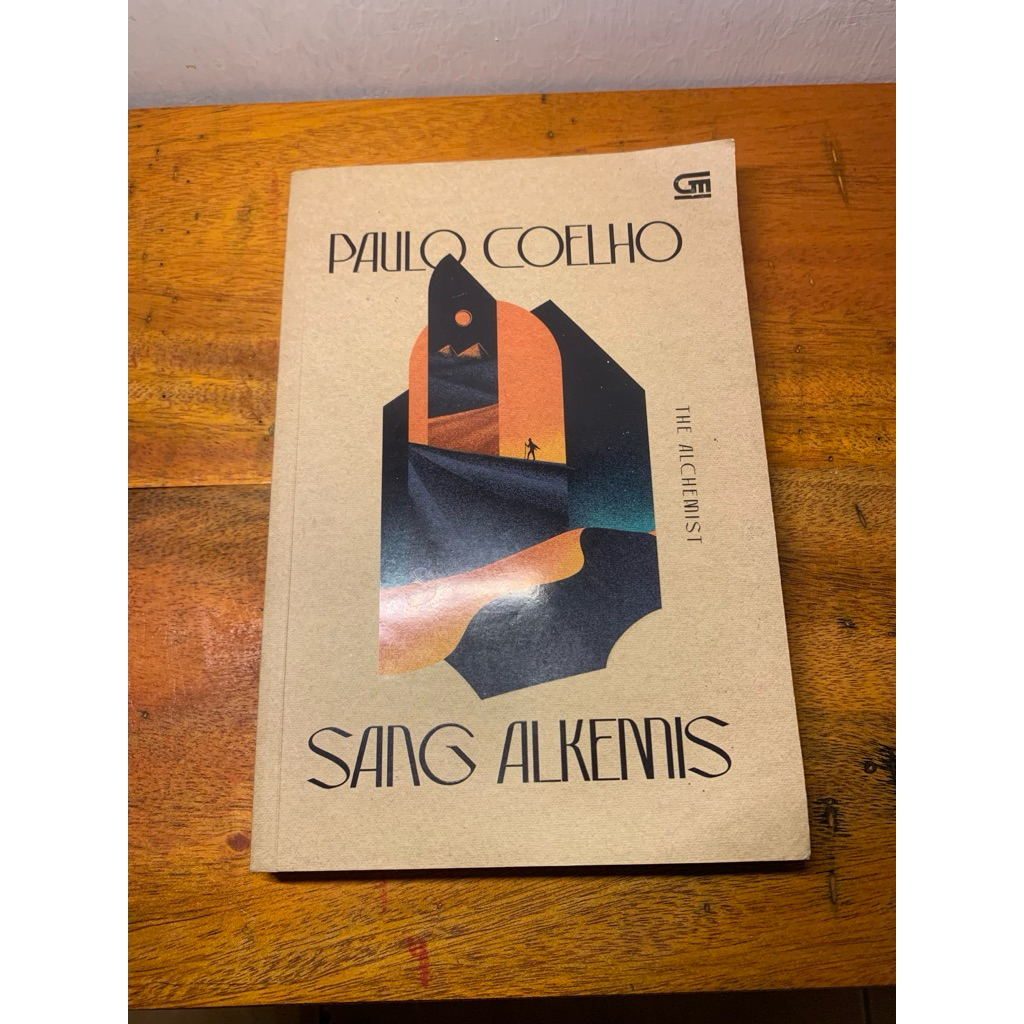 PAULO COELHO
THE ALCHEMIST
SANG ALKEMIS